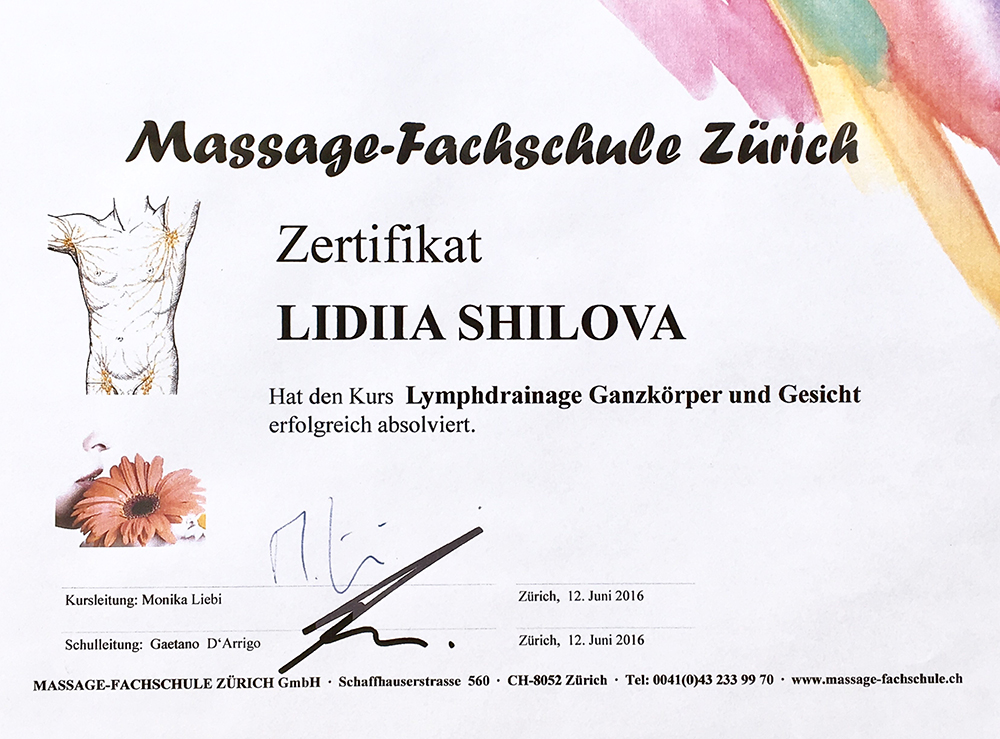 Massage-Fachschule Zürich
Zertifikat
LIDIIA SHILOVA
Hat den Kurs Lymphdrainage Ganzkörper und Gesicht
erfolgreich absolviert.
Kursleitung: Monika Liebi
Zürich, 12. Juni 2016
Schulleitung: Gaetano D‘Arrigo
Zürich, 12. Juni 2016
MASSAGE-FACHSCHULE ZÜRICH GmbH · Schaffhauserstrasse 560 · CH-8052 Zürich · Tel: 0041(0)43 233 99 70 · www.massage-fachschule.ch